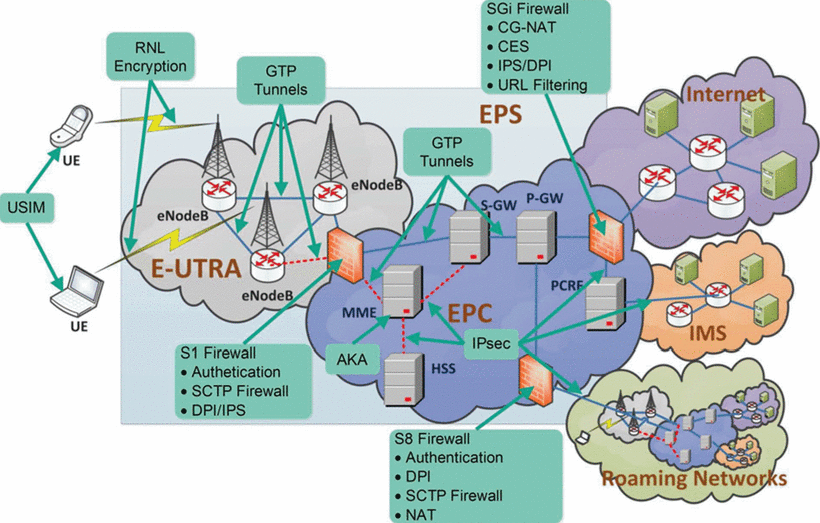 RNL
Encryption
GTP
Tunnels
SGi Firewall
• CG-NAT
• CES
• IPS/DPI
• URL Filtering
EPS
Internet
UE
GTP
Tunnels
USIM
eNodeB
eNodeB
S-GW
P-GW
E-UTRA
eNodeB
UE
MME
EPC
PCRF
IMS
S1 Firewall
• Authetication
• SCTP Firewall
• DPI/IPS
AKA
HSS
IPsec
S8 Firewall
• Authentication
• DPI
• SCTP Firewall
• NAT
Roaming Networks